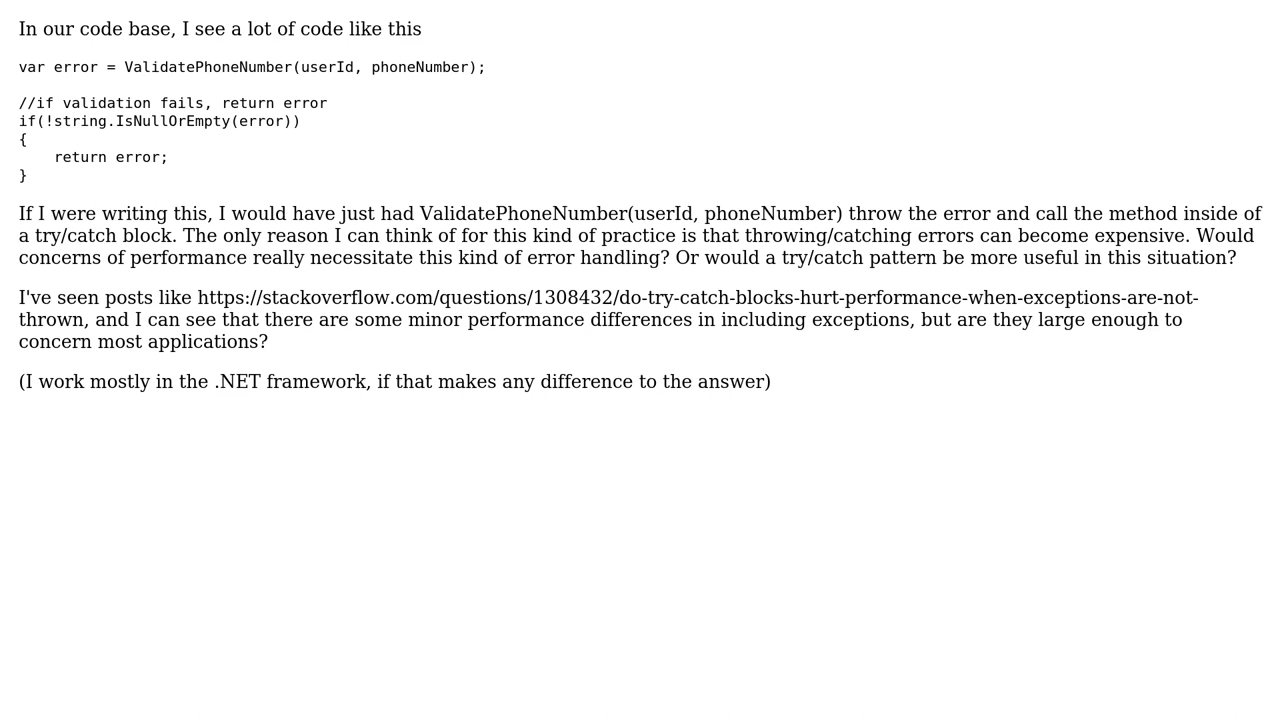 In our code base, I see a lot of code like this
var error = ValidatePhoneNumber(userId, phoneNumber);
//if validation fails, return error
if(!string.IsNullOrEmpty(error))
{
    return error;
}
If I were writing this, I would have just had ValidatePhoneNumber(userId, phoneNumber) throw the error and call the method inside of
a try/catch block. The only reason I can think of for this kind of practice is that throwing/catching errors can become expensive. Would
concerns of performance really necessitate this kind of error handling? Or would a try/catch pattern be more useful in this situation?
I've seen posts like https://stackoverflow.com/questions/1308432/do-try-catch-blocks-hurt-performance-when-exceptions-are-not-
thrown, and I can see that there are some minor performance differences in including exceptions, but are they large enough to
concern most applications?
(I work mostly in the .NET framework, if that makes any difference to the answer)